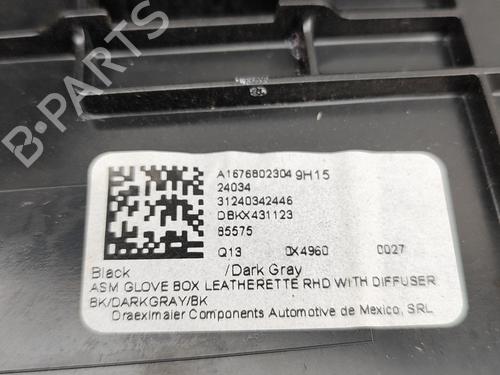 B-PARTS
A1676802304 9H15
24034
31240342446
DBKX431123
85575
Q13 0X4960 0027
Black /Dark Gray
ASM GLOVE BOX LEATHERETTE RHD WITH DIFFUSER
BK/DARKGRAY/BK
Draexlmaier Components Automotive de Mexico, SRL